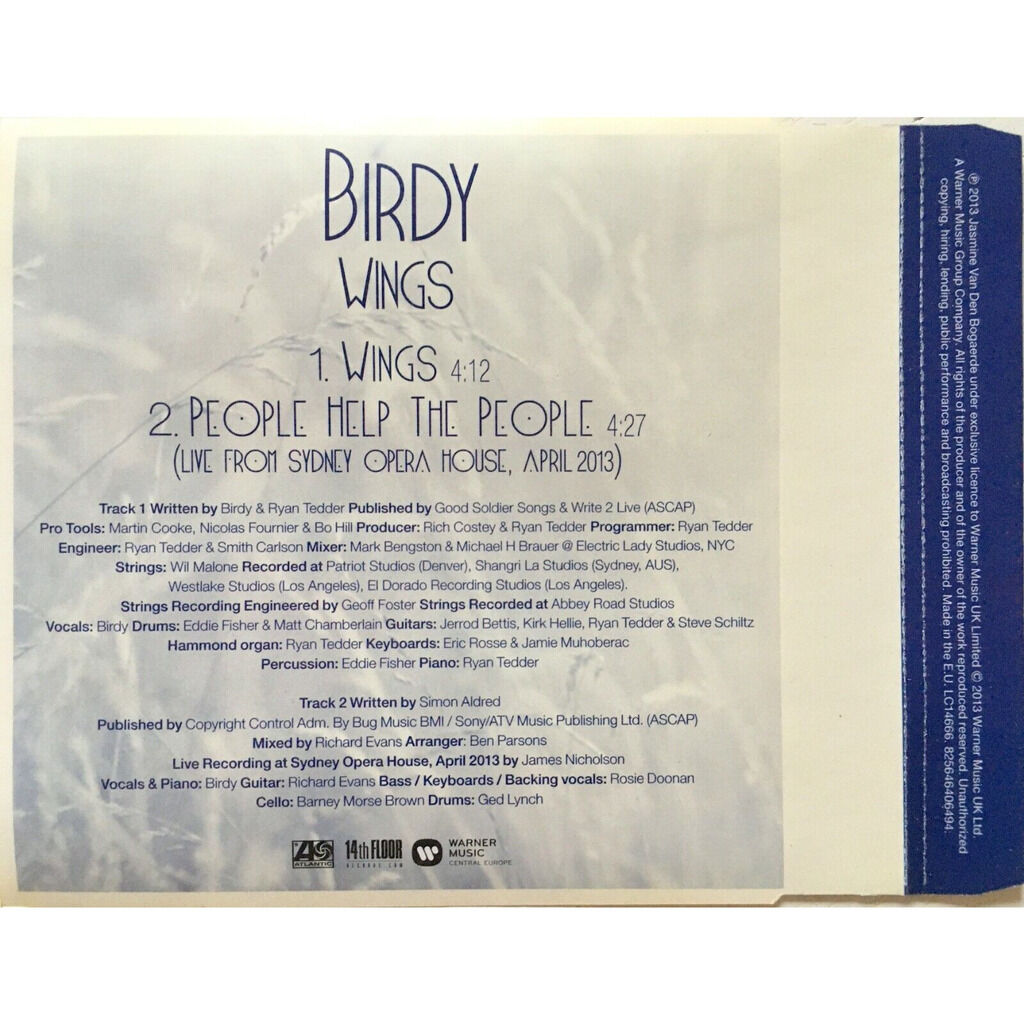 BIRDY
WINGS
1. WINGS 4:12
2. PEOPLE HELP THE PEOPLE 4:27
(LIVE FROM SYDNEY OPERA HOUSE, APRIL 2013)
Track 1 Written by Birdy & Ryan Tedder Published by Good Soldier Songs & Write 2 Live (ASCAP)
Pro Tools: Martin Cooke, Nicolas Fournier & Bo Hill Producer: Rich Costey & Ryan Tedder Programmer: Ryan Tedder
Engineer: Ryan Tedder & Smith Carlson Mixer: Mark Bengston & Michael H Brauer @ Electric Lady Studios, NYC
Strings: Wil Malone Recorded at Patriot Studios (Denver), Shangri La Studios (Sydney, AUS),
Westlake Studios (Los Angeles), El Dorado Recording Studios (Los Angeles).
Strings Recording Engineered by Geoff Foster Strings Recorded at Abbey Road Studios
Vocals: Birdy Drums: Eddie Fisher & Matt Chamberlain Guitars: Jerrod Bettis, Kirk Hellie, Ryan Tedder & Steve Schiltz
Hammond organ: Ryan Tedder Keyboards: Eric Rosse & Jamie Muhoberac
Percussion: Eddie Fisher Piano: Ryan Tedder
Track 2 Written by Simon Aldred
Published by Copyright Control Adm. By Bug Music BMI / Sony/ATV Music Publishing Ltd. (ASCAP)
Mixed by Richard Evans Arranger: Ben Parsons
Live Recording at Sydney Opera House, April 2013 by James Nicholson
Vocals & Piano: Birdy Guitar: Richard Evans Bass / Keyboards / Backing vocals: Rosie Doonan
Cello: Barney Morse Brown Drums: Ged Lynch
ATLANTIC
14th FLOOR
RECORDS.COM
WARNER
MUSIC
CENTRAL EUROPE
℗ 2013 Jasmine Van Den Bogaerde under exclusive licence to Warner Music UK Limited © 2013 Warner Music UK Ltd.
A Warner Music Group Company. All rights of the producer and of the owner of the work reproduced reserved. Unauthorized
copying, hiring, lending, public performance and broadcasting prohibited. Made in the E.U. LC14666. 825646406494.